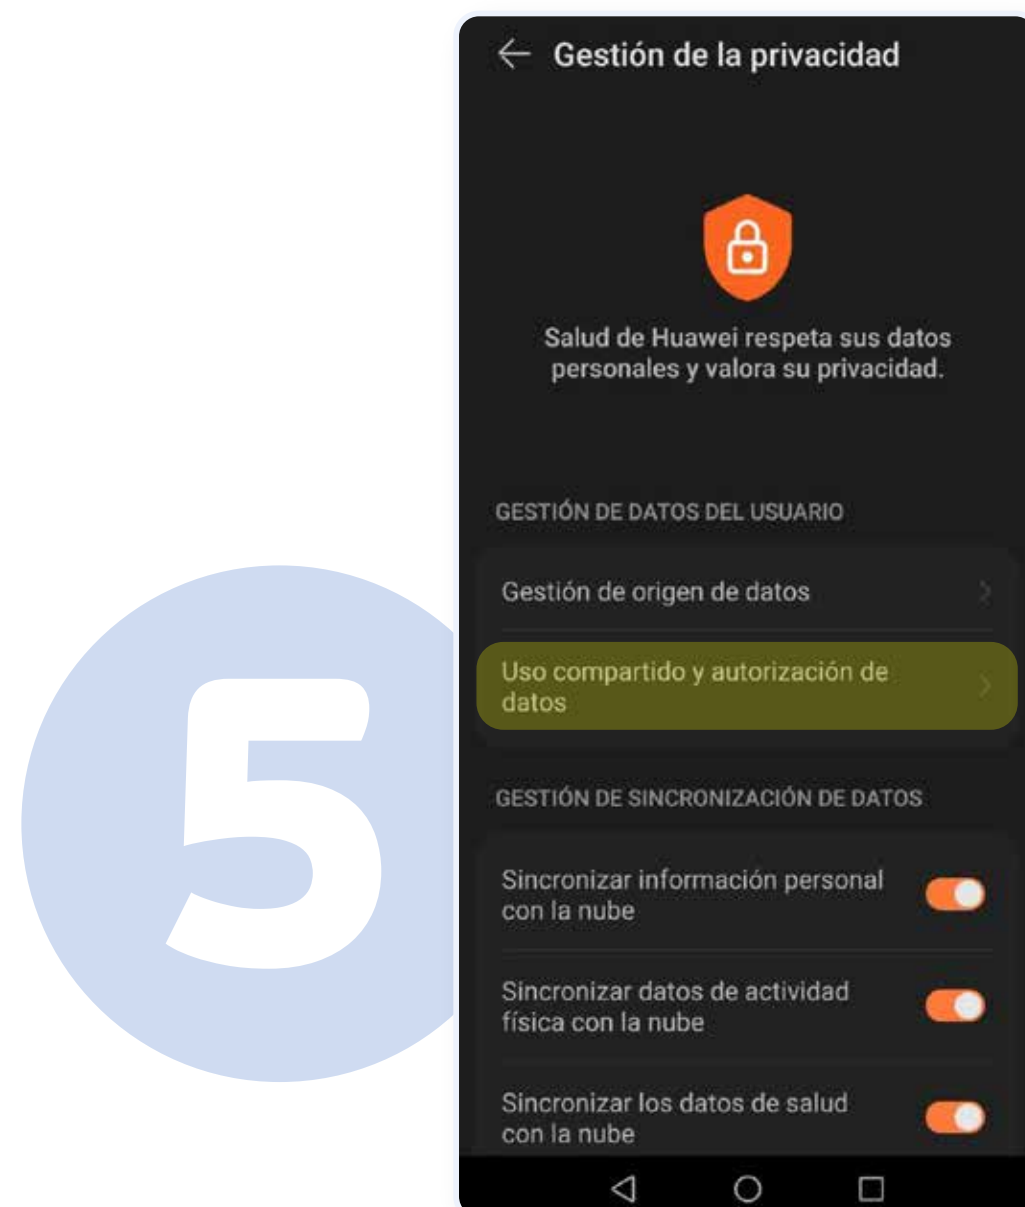 Gestión de la privacidad
Salud de Huawei respeta sus datos
personales y valora su privacidad.
GESTIÓN DE DATOS DEL USUARIO
Gestión de origen de datos
Uso compartido y autorización de
datos
5
GESTIÓN DE SINCRONIZACIÓN DE DATOS
Sincronizar información personal
con la nube
Sincronizar datos de actividad
física con la nube
Sincronizar los datos de salud
con la nube